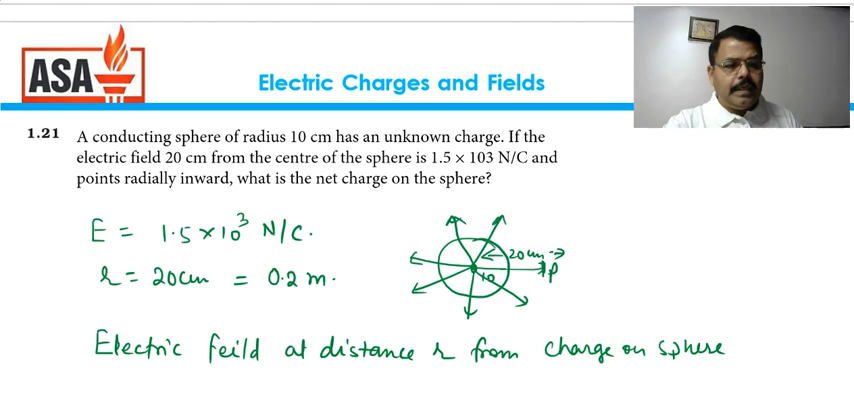 ASA
Electric Charges and Fields
1.21 A conducting sphere of radius 10 cm has an unknown charge. If the
electric field 20 cm from the centre of the sphere is 1.5 × 103 N/C and
points radially inward, what is the net charge on the sphere?
E = 1.5 × 10³ N/C.
r = 20cm = 0.2 m.
20cm
P
10
Electric feild at distance r from charge on sphere